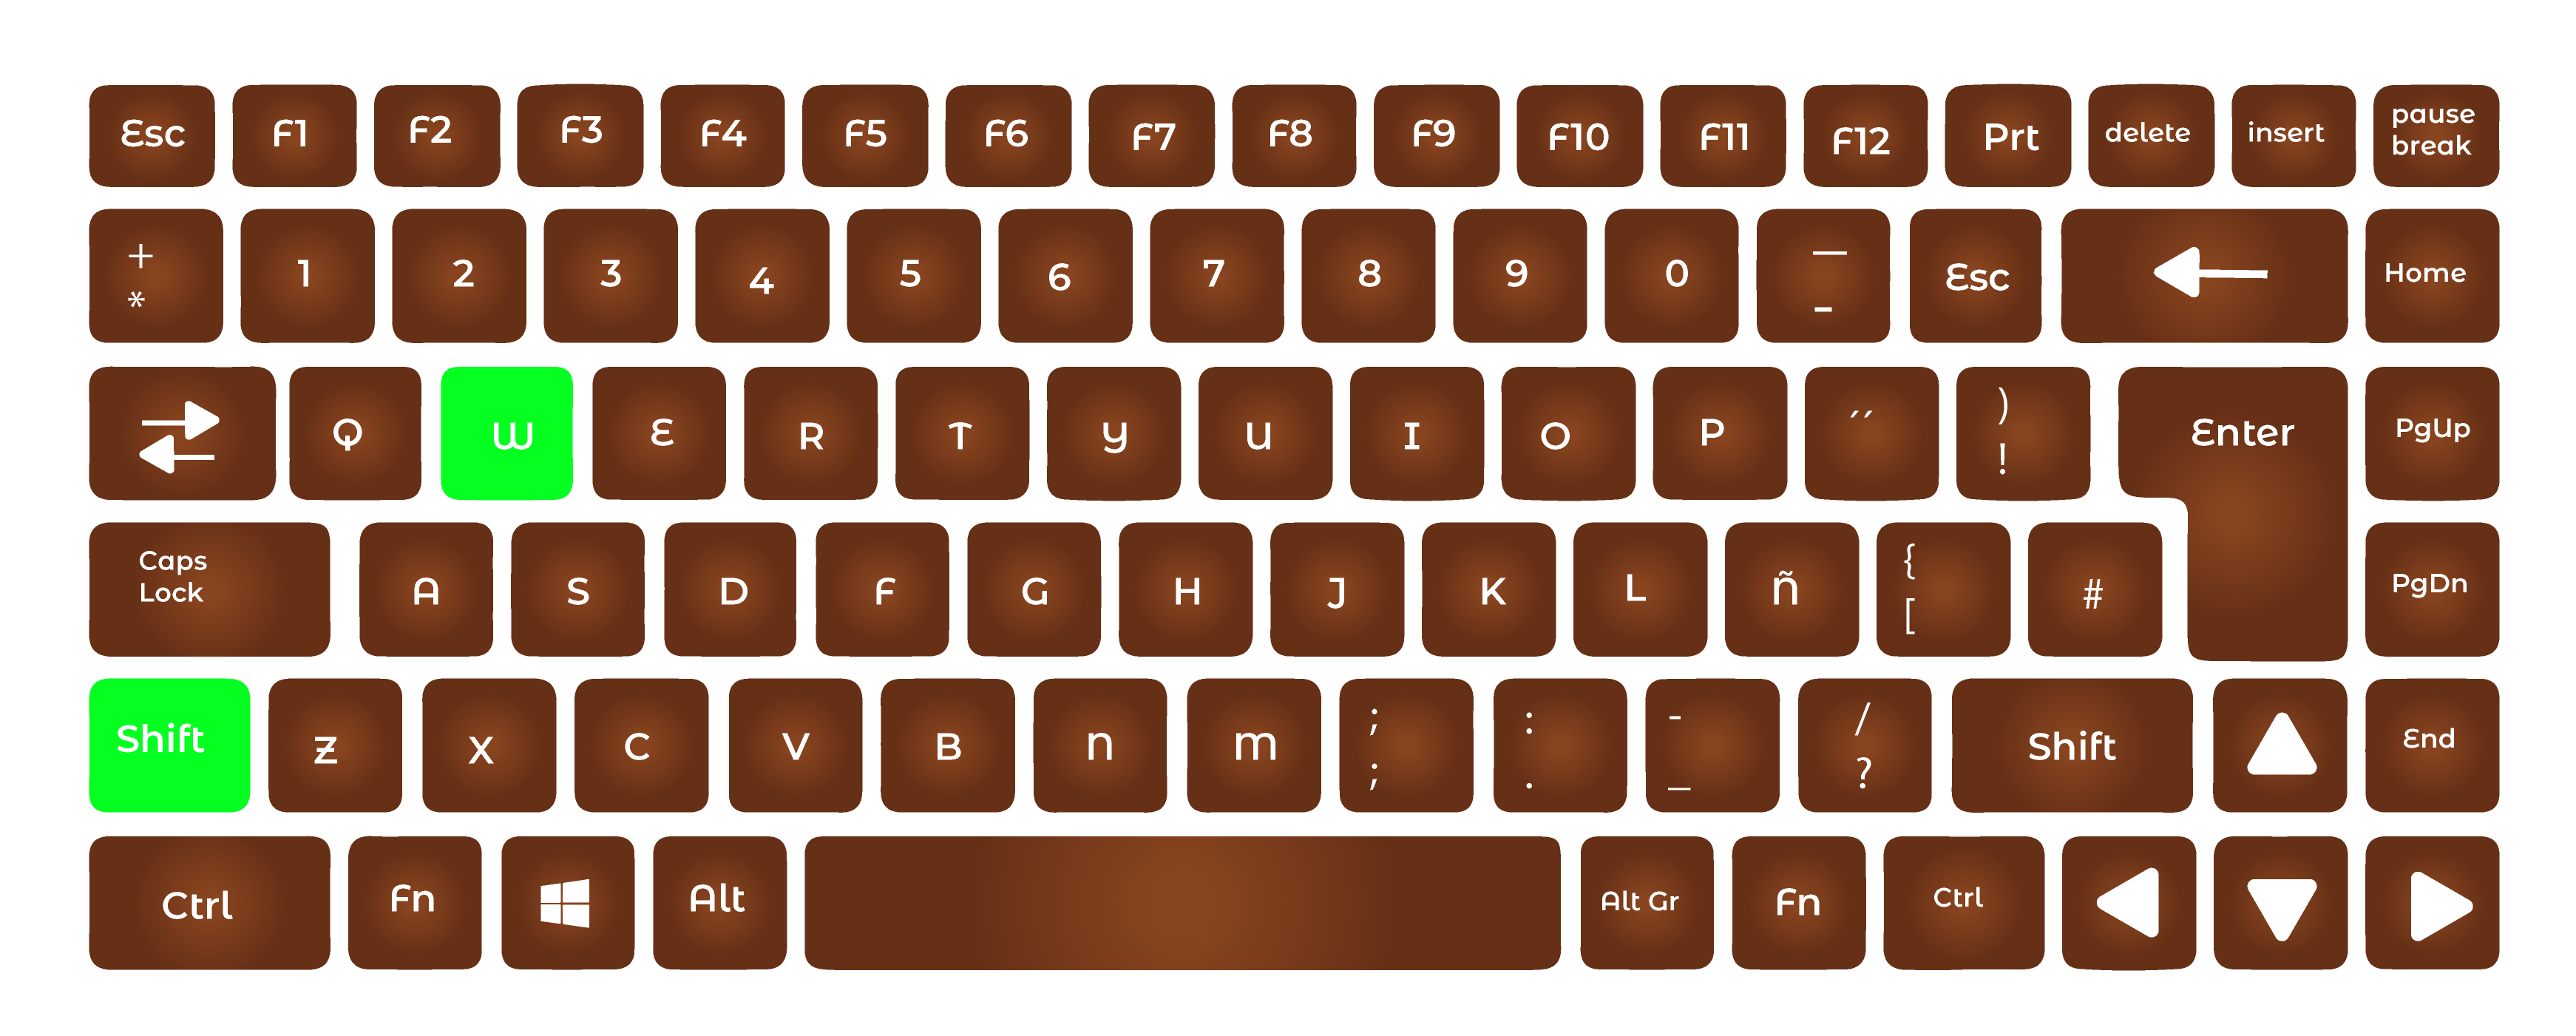 Esc F1 F2 F3 F4 F5 F6 F7 F8 F9 F10 F11 F12 Prt delete insert pause break
+ * 1 2 3 4 5 6 7 8 9 0 — - Esc Home
Q W E R T Y U I O P ´´ ) ! Enter PgUp
Caps Lock A S D F G H J K L Ñ { [ # PgDn
Shift Z X C V B N M ; ; : . - _ / ? Shift End
Ctrl Fn Alt Alt Gr Fn Ctrl